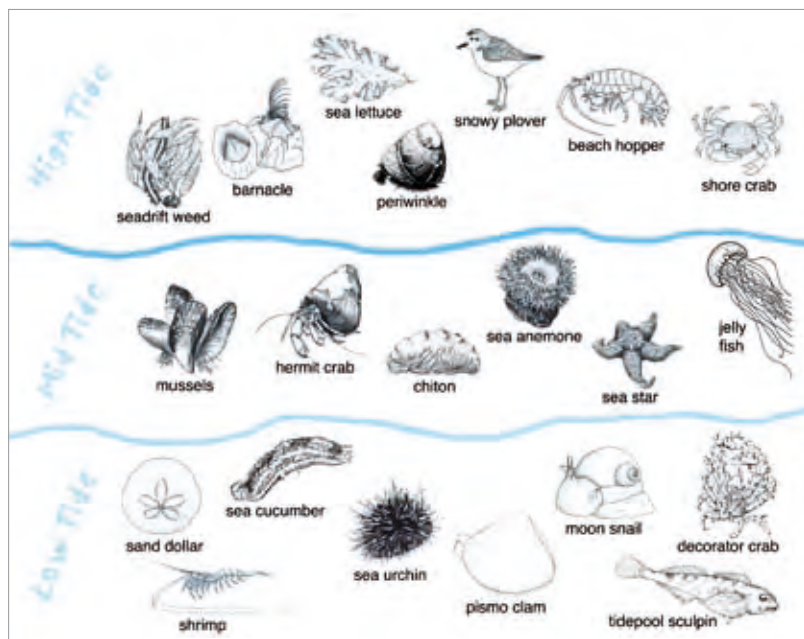 High Tide
sea lettuce
snowy plover
beach hopper
barnacle
periwinkle
shore crab
seadrift weed
Mid Tide
sea anemone
jelly
fish
hermit crab
mussels
chiton
sea star
Low Tide
sea cucumber
moon snail
sand dollar
decorator crab
sea urchin
pismo clam
tidepool sculpin
shrimp